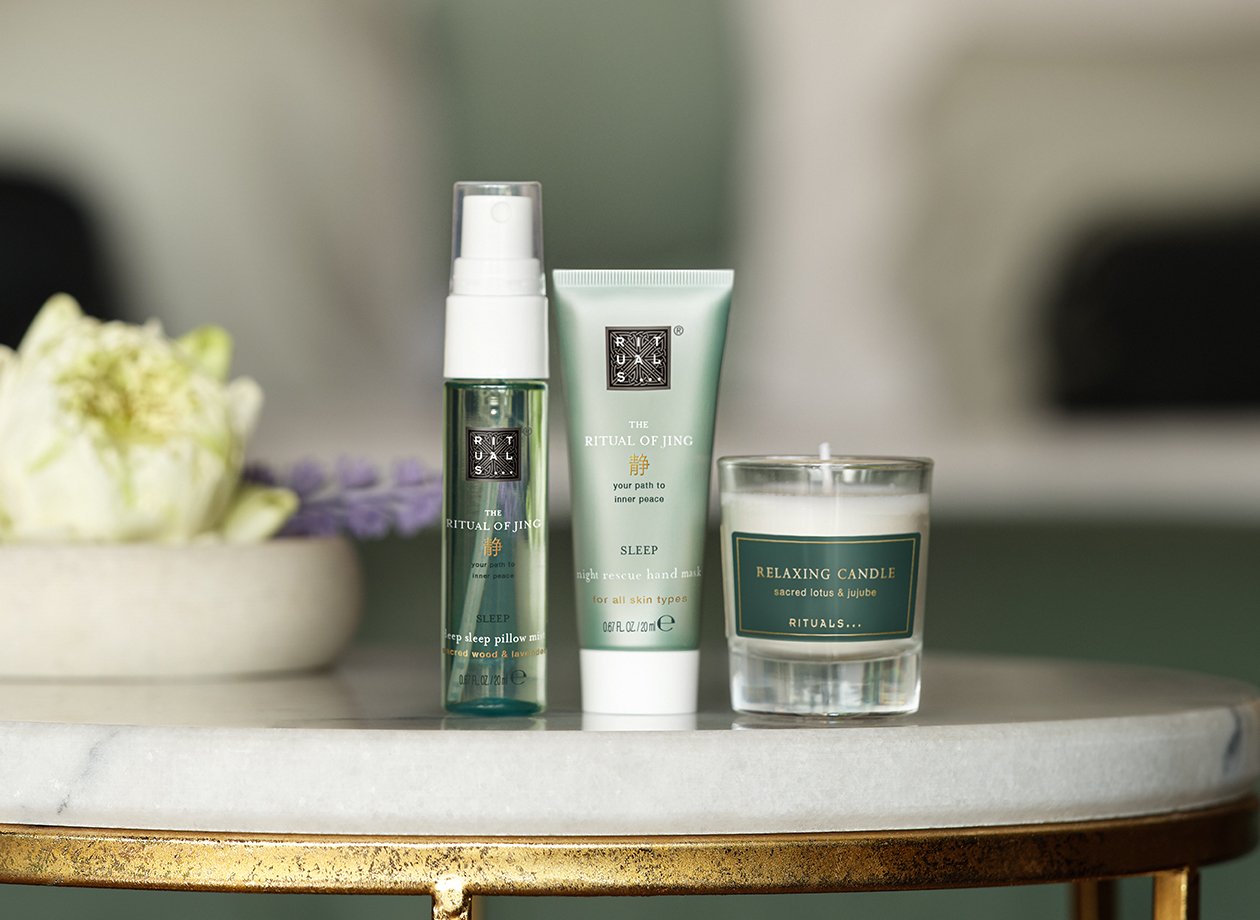 RIT
UAL
S...
®
THE
RITUAL OF JING
静
your path to
inner peace
SLEEP
deep sleep pillow mist
sacred wood & lavender
0.67 FL. OZ. / 20 ml ℮
RIT
UAL
S...
®
THE
RITUAL OF JING
静
your path to
inner peace
SLEEP
night rescue hand mask
for all skin types
0.67 FL. OZ. / 20 ml ℮
RELAXING CANDLE
sacred lotus & jujube
RITUALS...